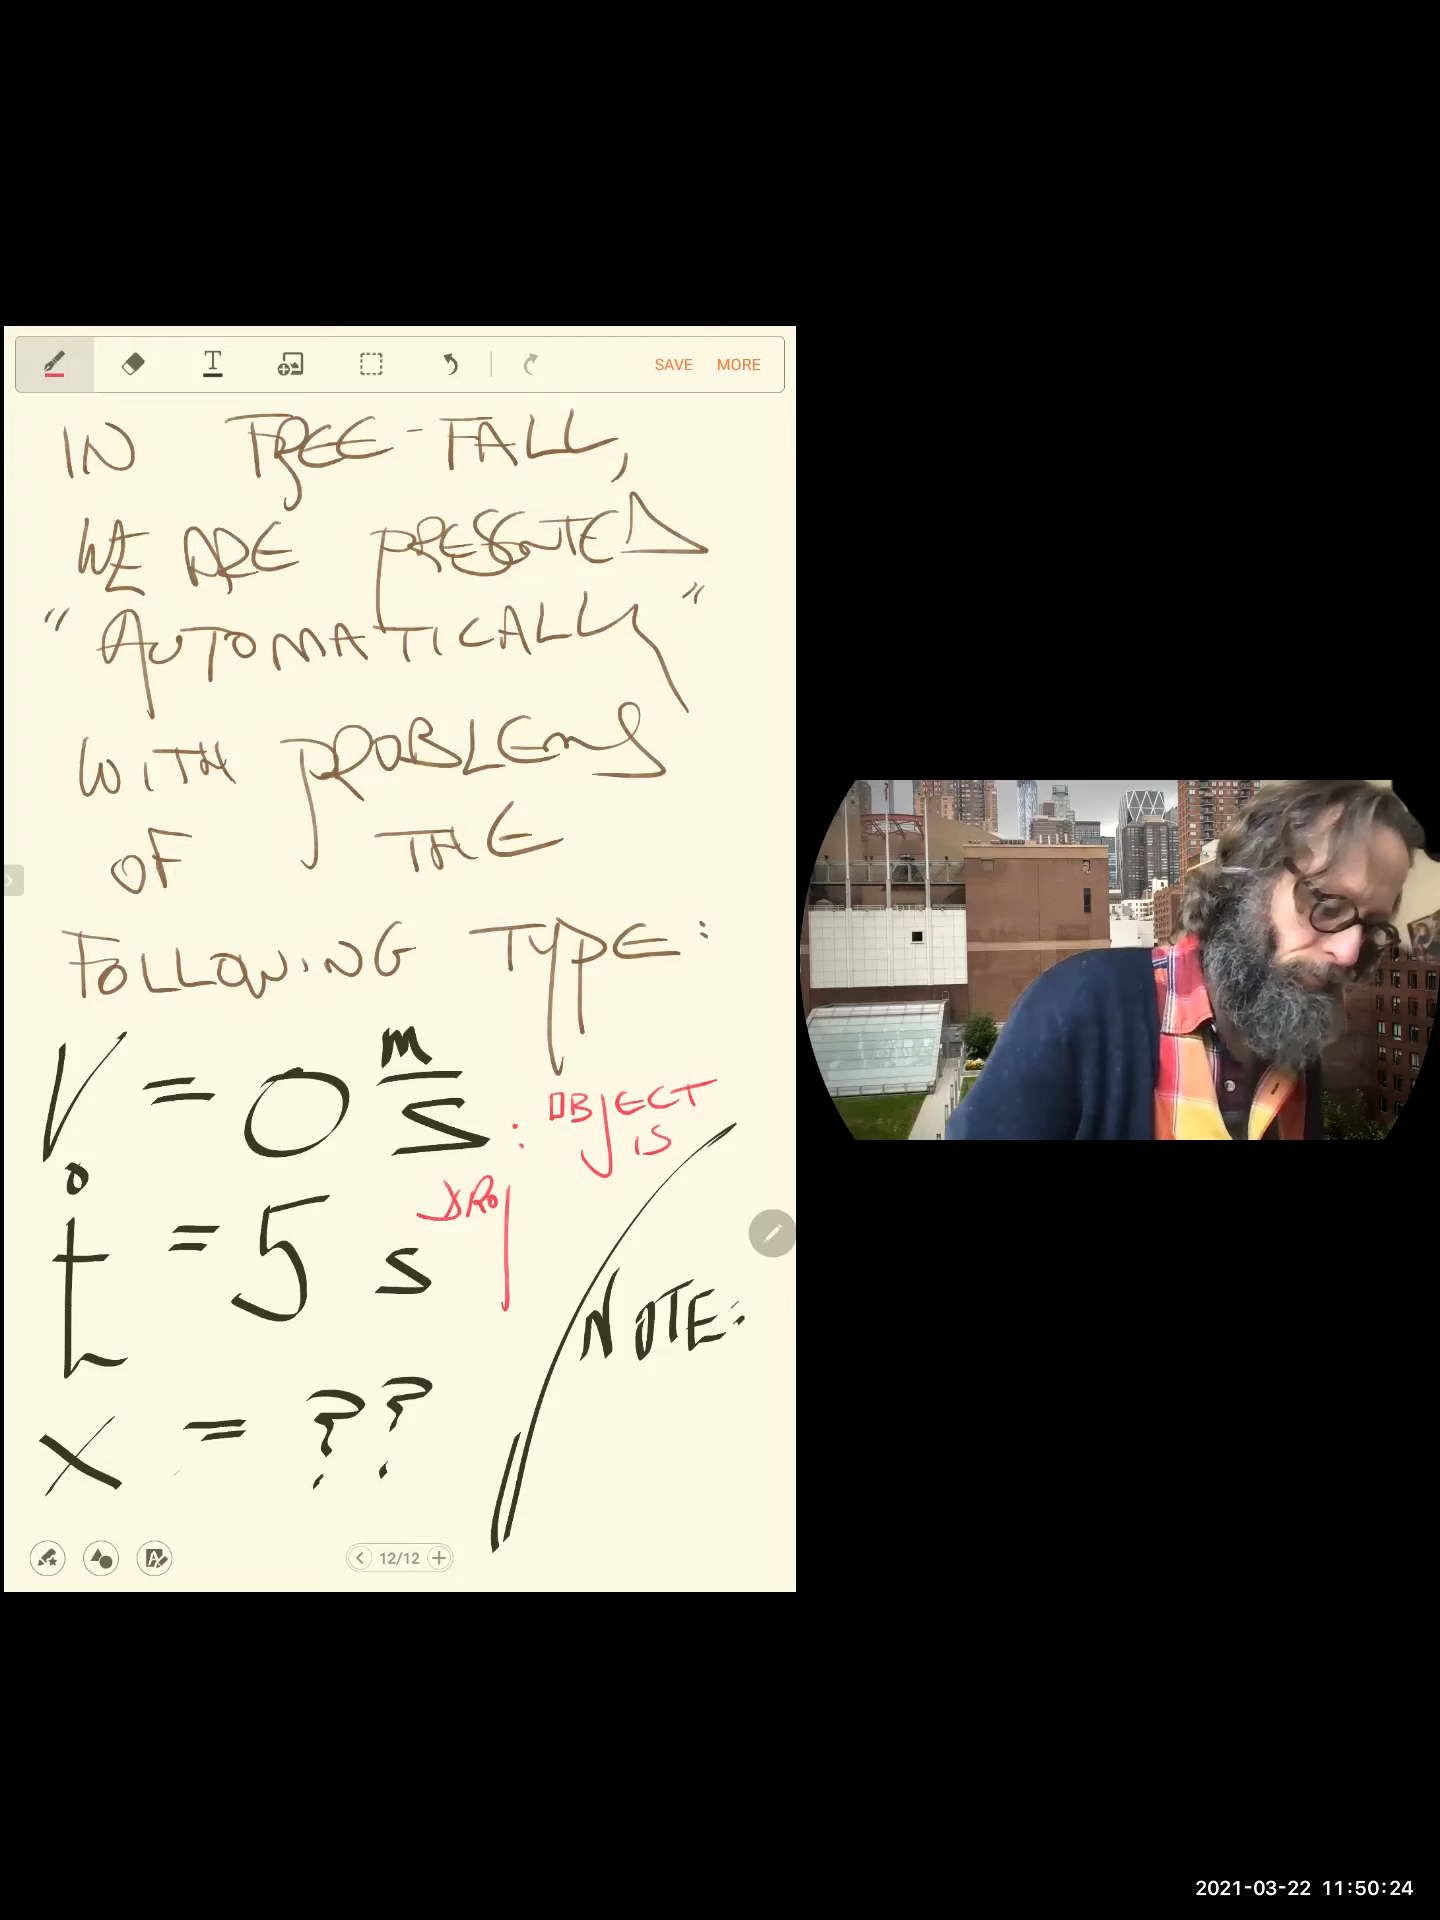 SAVE MORE
IN FREE-FALL,
WE ARE PRESENTED
"AUTOMATICALLY"
WITH PROBLEMS
OF THE
FOLLOWING TYPE:
V₀ = 0 m/s : OBJECT
IS
DROP
t = 5 s
NOTE:
x = ??
12/12
2021-03-22 11:50:24